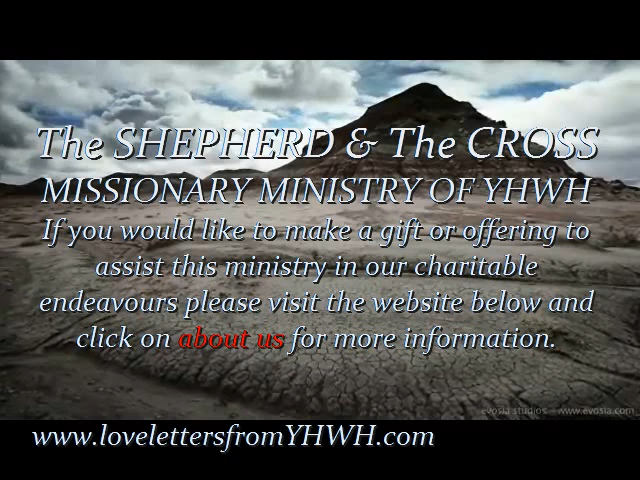 The SHEPHERD & The CROSS
MISSIONARY MINISTRY OF YHWH
If you would like to make a gift or offering to
assist this ministry in our charitable
endeavours please visit the website below and
click on about us for more information.
evosia studios - www.evosia.com
www.lovelettersfromYHWH.com